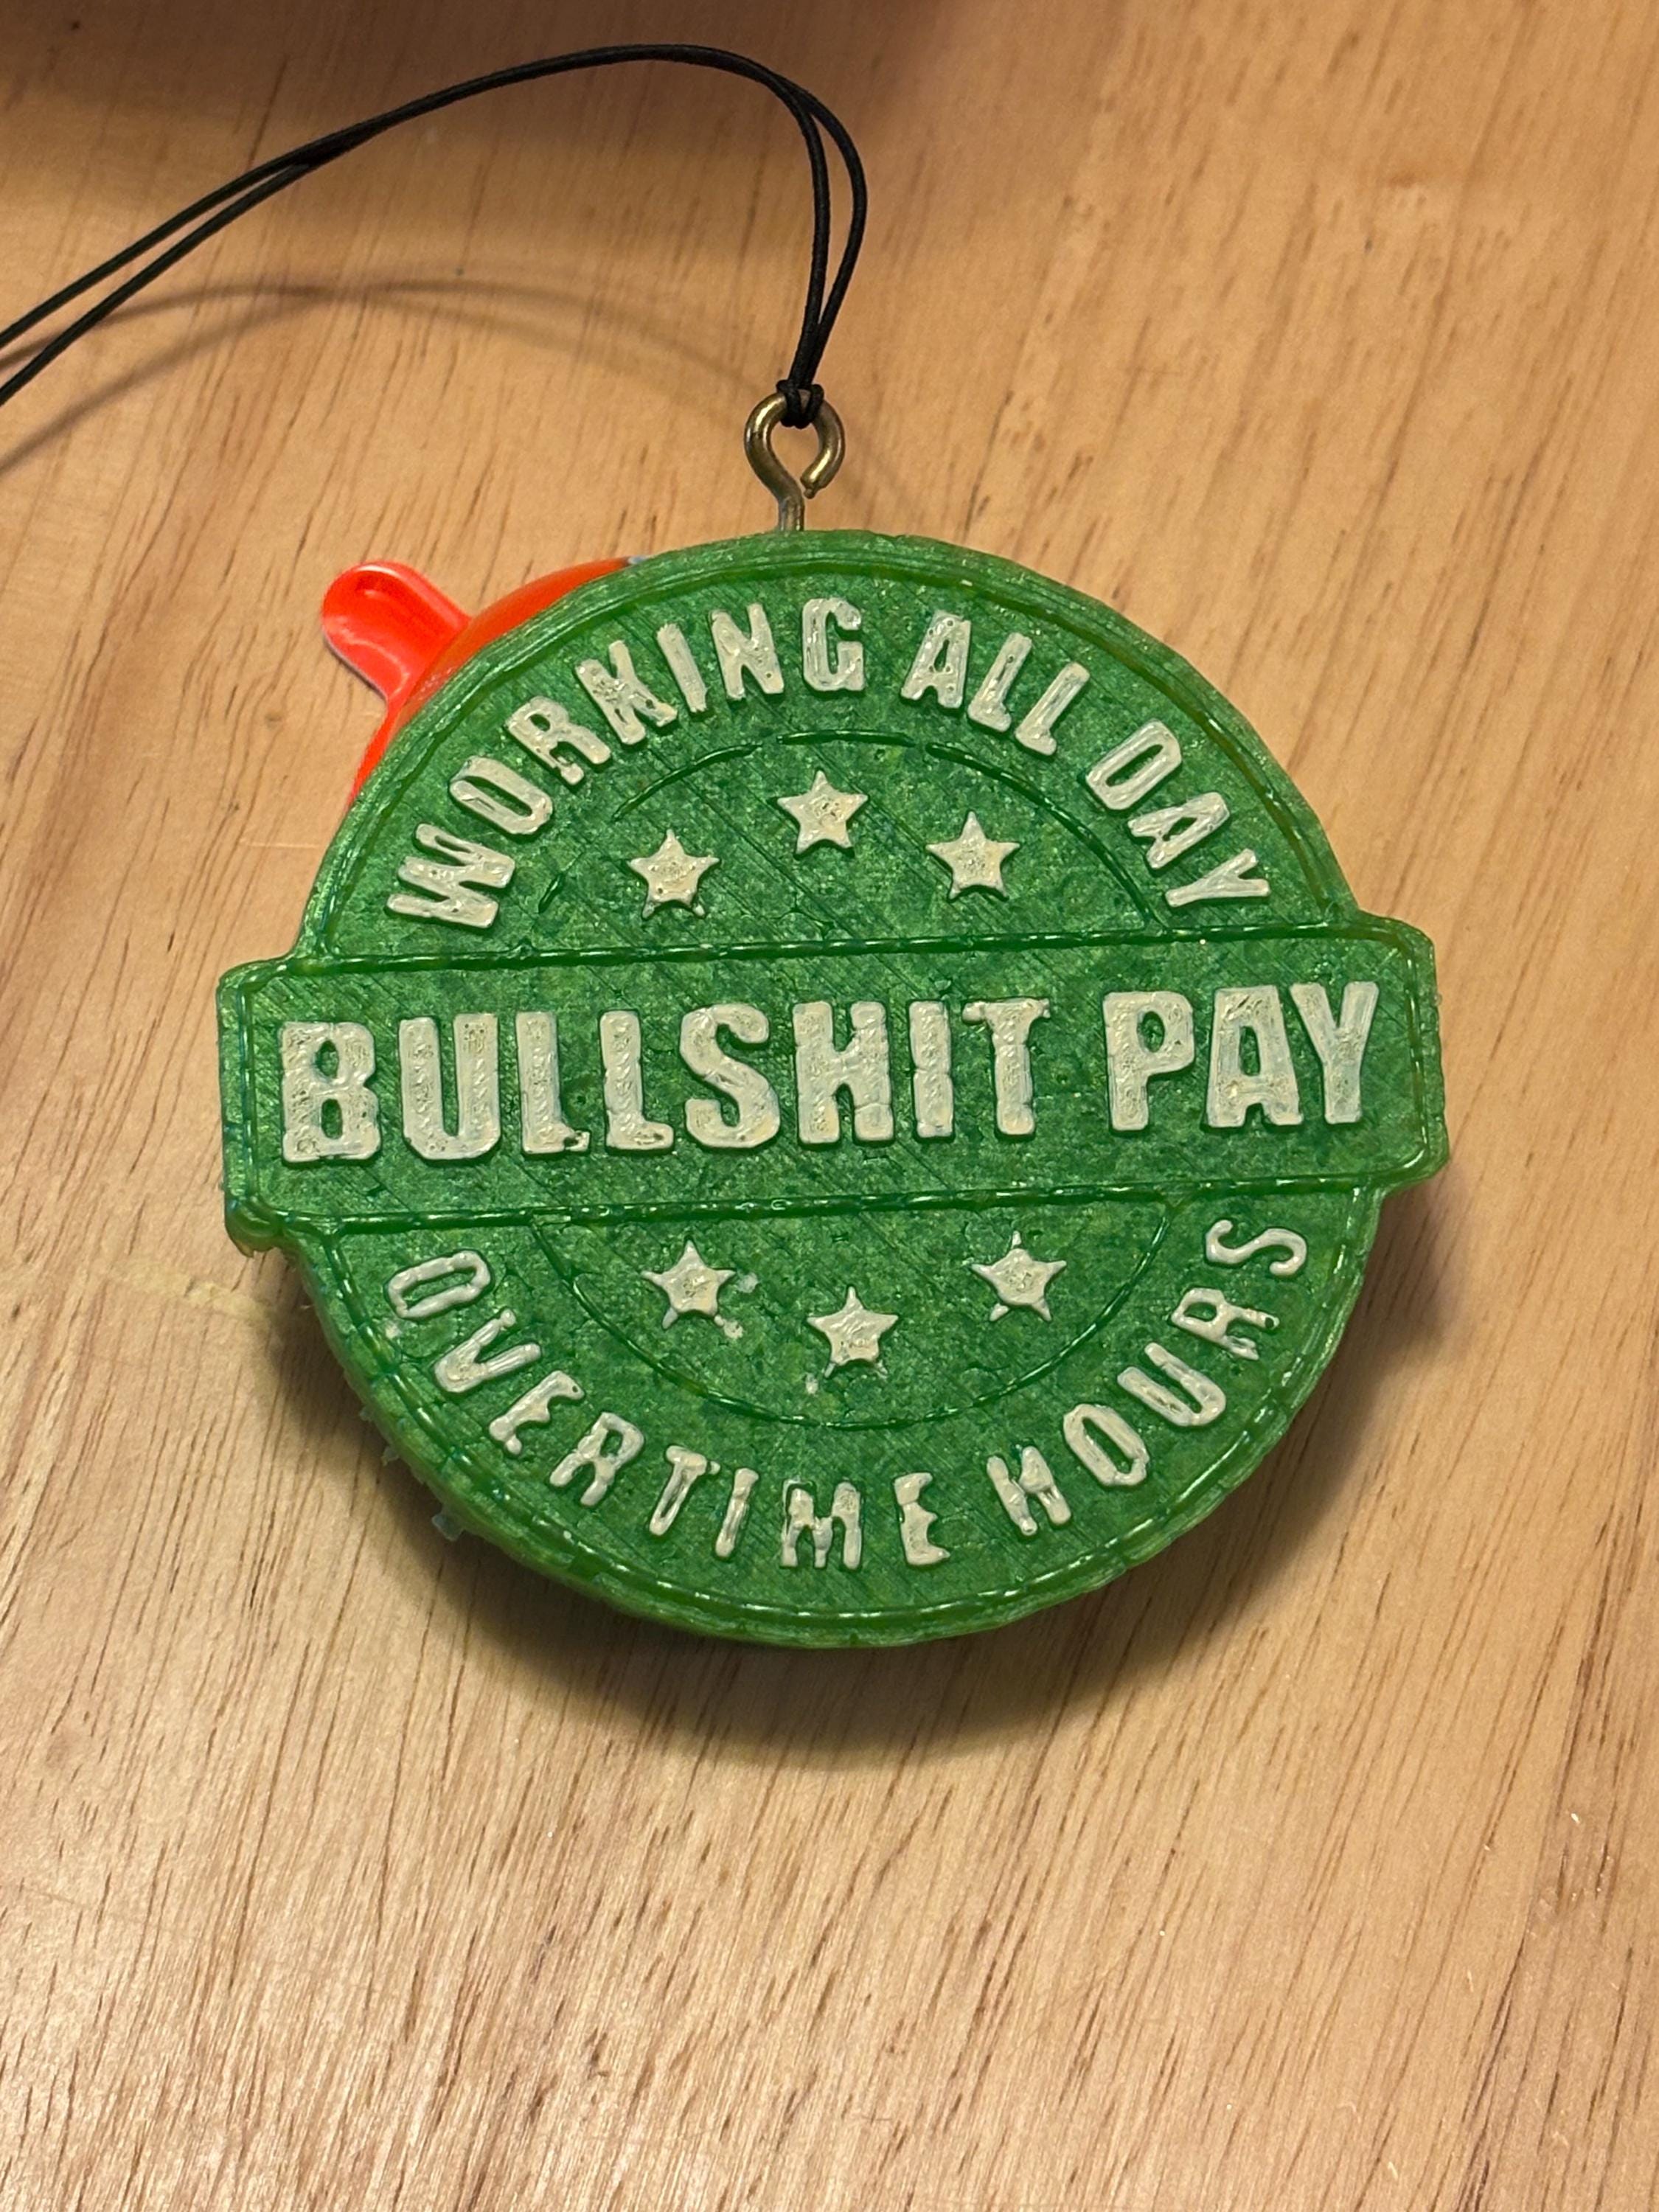 WORKING ALL DAY
BULLSHIT PAY
OVERTIME HOURS